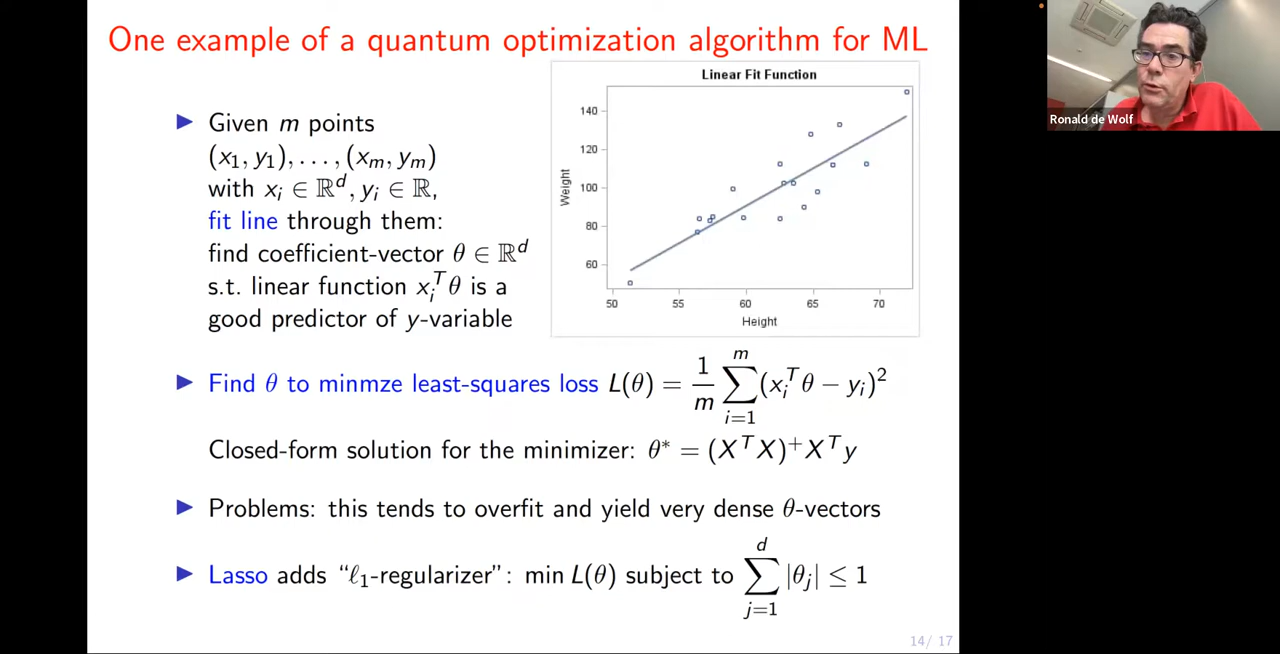 One example of a quantum optimization algorithm for ML
▶ Given m points
(x₁, y₁), . . . , (xₘ, yₘ)
with xᵢ ∈ ℝᵈ, yᵢ ∈ ℝ,
fit line through them:
find coefficient-vector θ ∈ ℝᵈ
s.t. linear function xᵢᵀθ is a
good predictor of y-variable
Linear Fit Function
Weight
140
120
100
80
60
50 55 60 65 70
Height
▶ Find θ to minmze least-squares loss L(θ) = 1/m ∑ᵢ₌₁ᵐ (xᵢᵀθ − yᵢ)²
Closed-form solution for the minimizer: θ* = (XᵀX)⁺Xᵀy
▶ Problems: this tends to overfit and yield very dense θ-vectors
▶ Lasso adds “ℓ₁-regularizer”: min L(θ) subject to ∑ⱼ₌₁ᵈ |θⱼ| ≤ 1
14/ 17
Ronald de Wolf